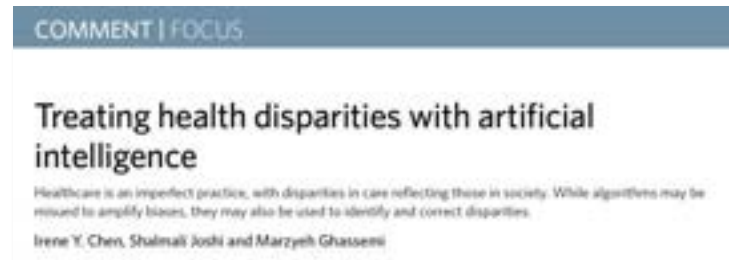 COMMENT | FOCUS
Treating health disparities with artificial
intelligence
Healthcare is an imperfect practice, with disparities in care reflecting those in society. While algorithms may be
misused to amplify biases, they may also be used to identify and correct disparities.
Irene Y. Chen, Shalmali Joshi and Marzyeh Ghassemi